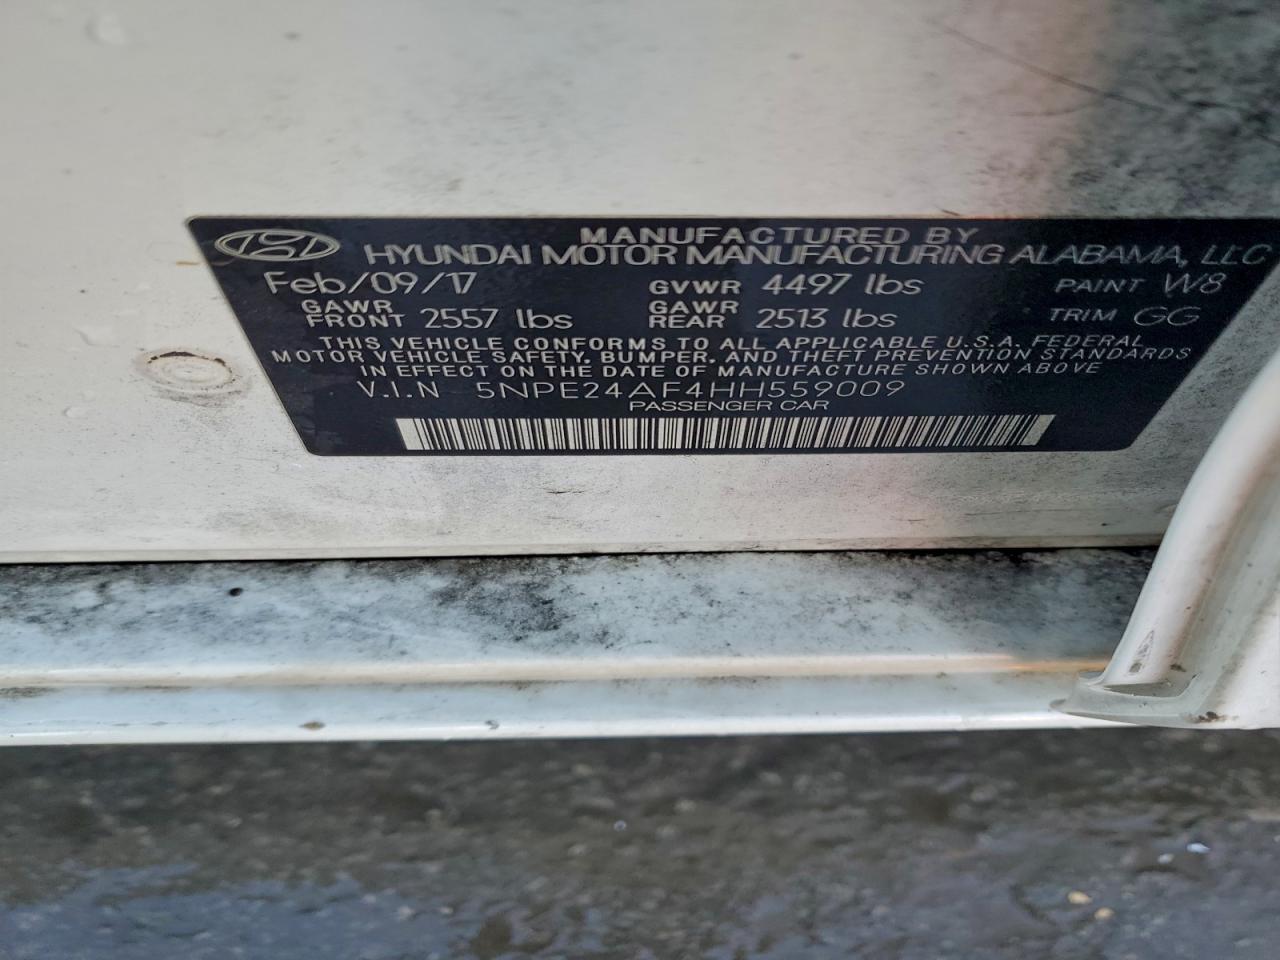 MANUFACTURED BY
HYUNDAI MOTOR MANUFACTURING ALABAMA, LLC
Feb/09/17 GVWR 4497 lbs PAINT W8
GAWR FRONT 2557 lbs GAWR REAR 2513 lbs TRIM GG
THIS VEHICLE CONFORMS TO ALL APPLICABLE U.S.A. FEDERAL
MOTOR VEHICLE SAFETY, BUMPER, AND THEFT PREVENTION STANDARDS
IN EFFECT ON THE DATE OF MANUFACTURE SHOWN ABOVE
V.I.N 5NPE24AF4HH559009
PASSENGER CAR